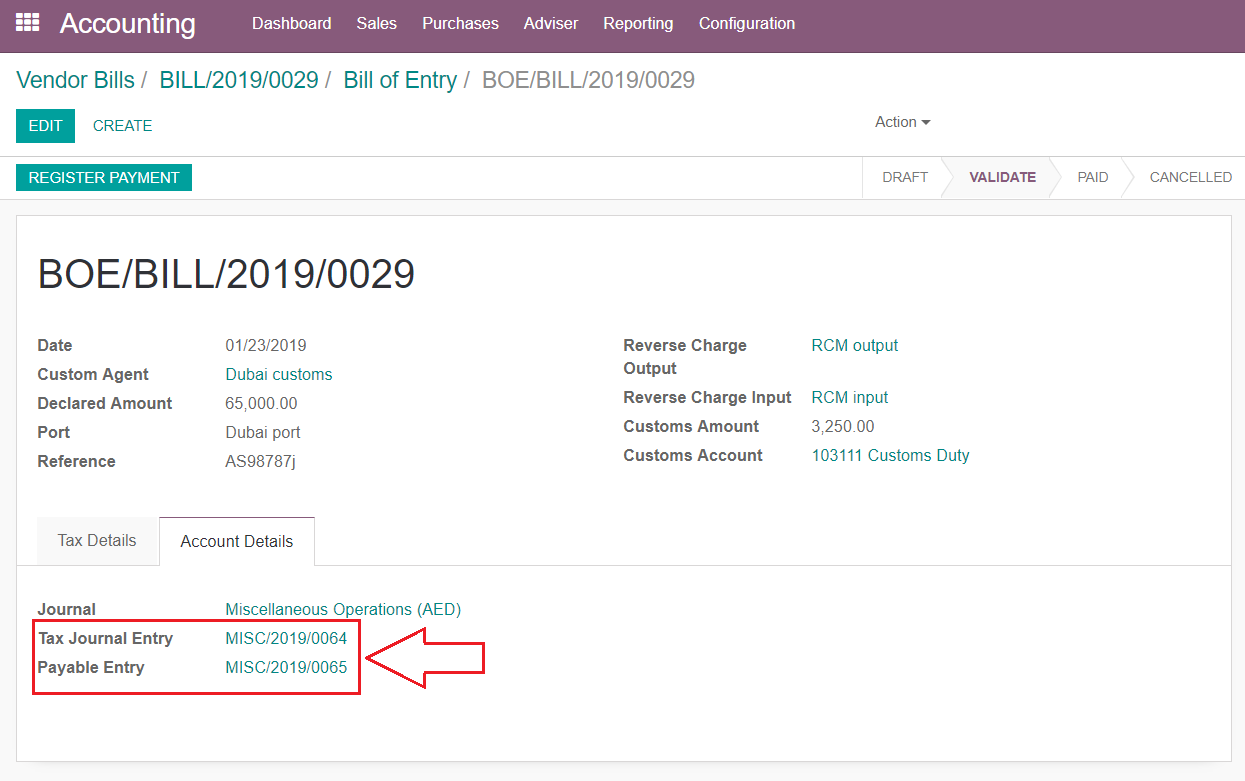 Accounting Dashboard Sales Purchases Adviser Reporting Configuration
Vendor Bills / BILL/2019/0029 / Bill of Entry / BOE/BILL/2019/0029
EDIT CREATE Action
REGISTER PAYMENT DRAFT VALIDATE PAID CANCELLED
BOE/BILL/2019/0029
Date 01/23/2019
Custom Agent Dubai customs
Declared Amount 65,000.00
Port Dubai port
Reference AS98787j
Reverse Charge
Output RCM output
Reverse Charge Input RCM input
Customs Amount 3,250.00
Customs Account 103111 Customs Duty
Tax Details Account Details
Journal Miscellaneous Operations (AED)
Tax Journal Entry MISC/2019/0064
Payable Entry MISC/2019/0065